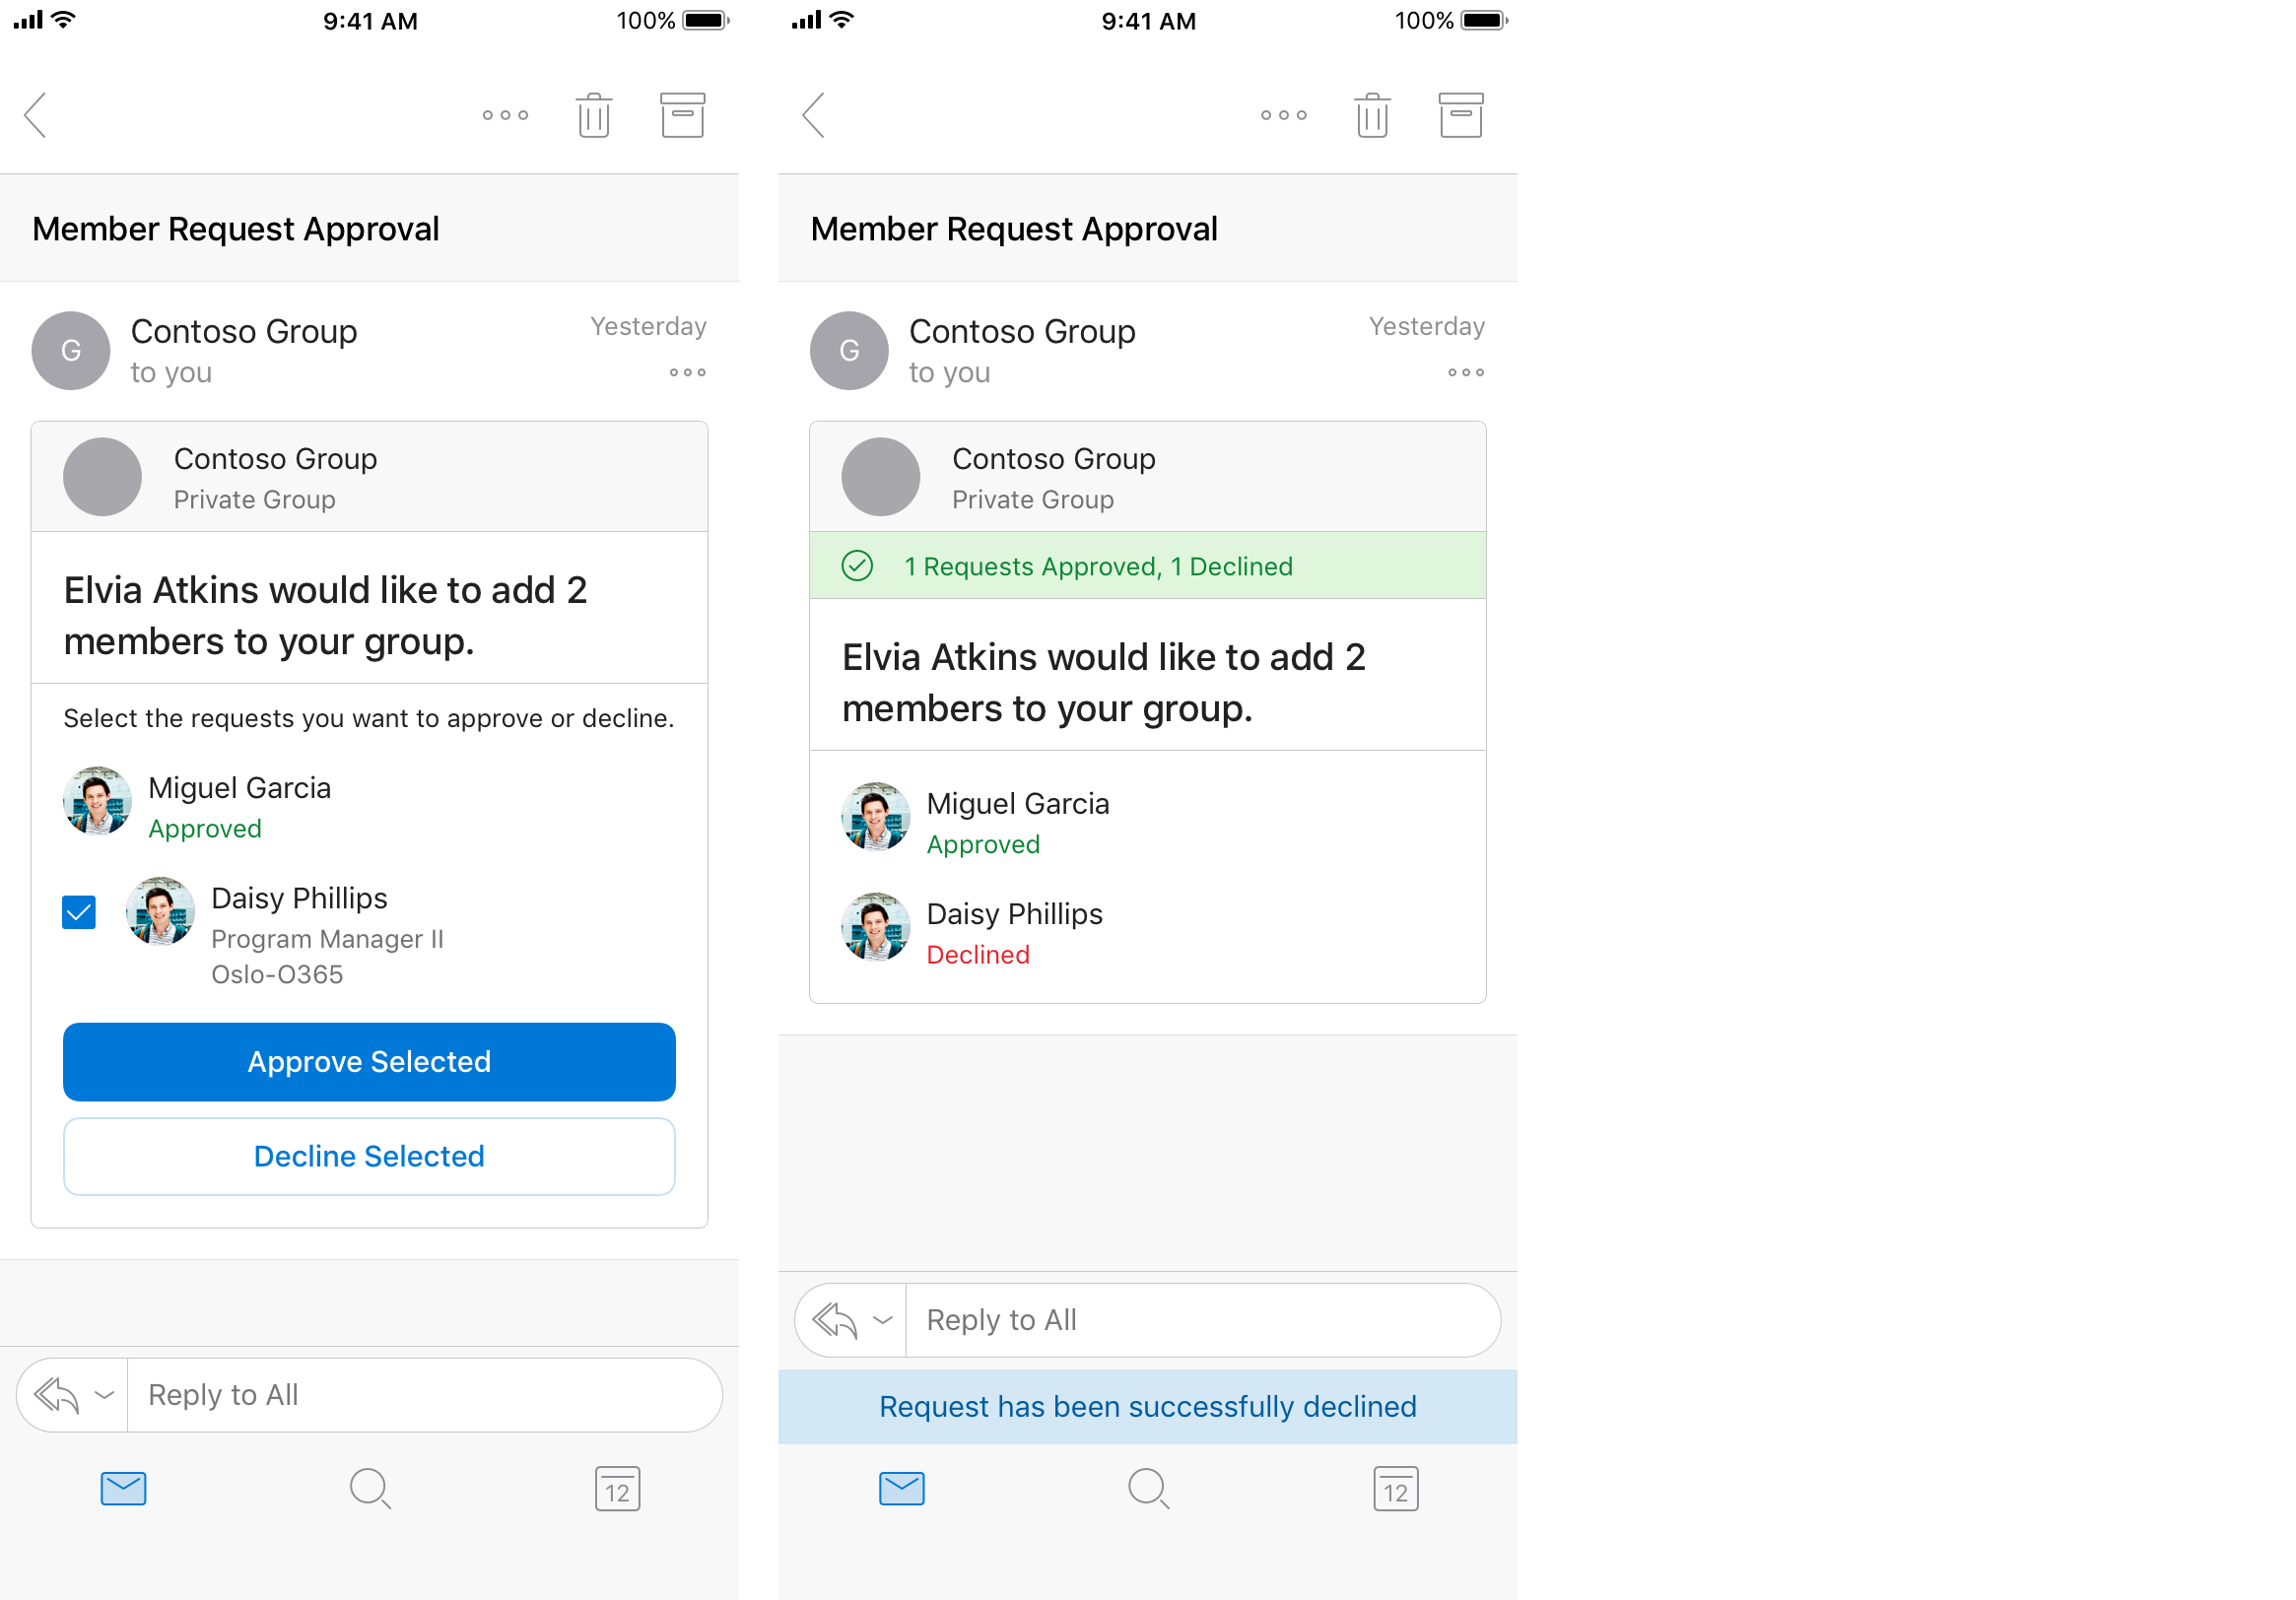 9:41 AM
100%
Member Request Approval
G
Contoso Group
Yesterday
to you
Contoso Group
Private Group
Elvia Atkins would like to add 2
members to your group.
Select the requests you want to approve or decline.
Miguel Garcia
Approved
Daisy Phillips
Program Manager II
Oslo-O365
Approve Selected
Decline Selected
Reply to All
12
9:41 AM
100%
Member Request Approval
G
Contoso Group
Yesterday
to you
Contoso Group
Private Group
1 Requests Approved, 1 Declined
Elvia Atkins would like to add 2
members to your group.
Miguel Garcia
Approved
Daisy Phillips
Declined
Reply to All
Request has been successfully declined
12